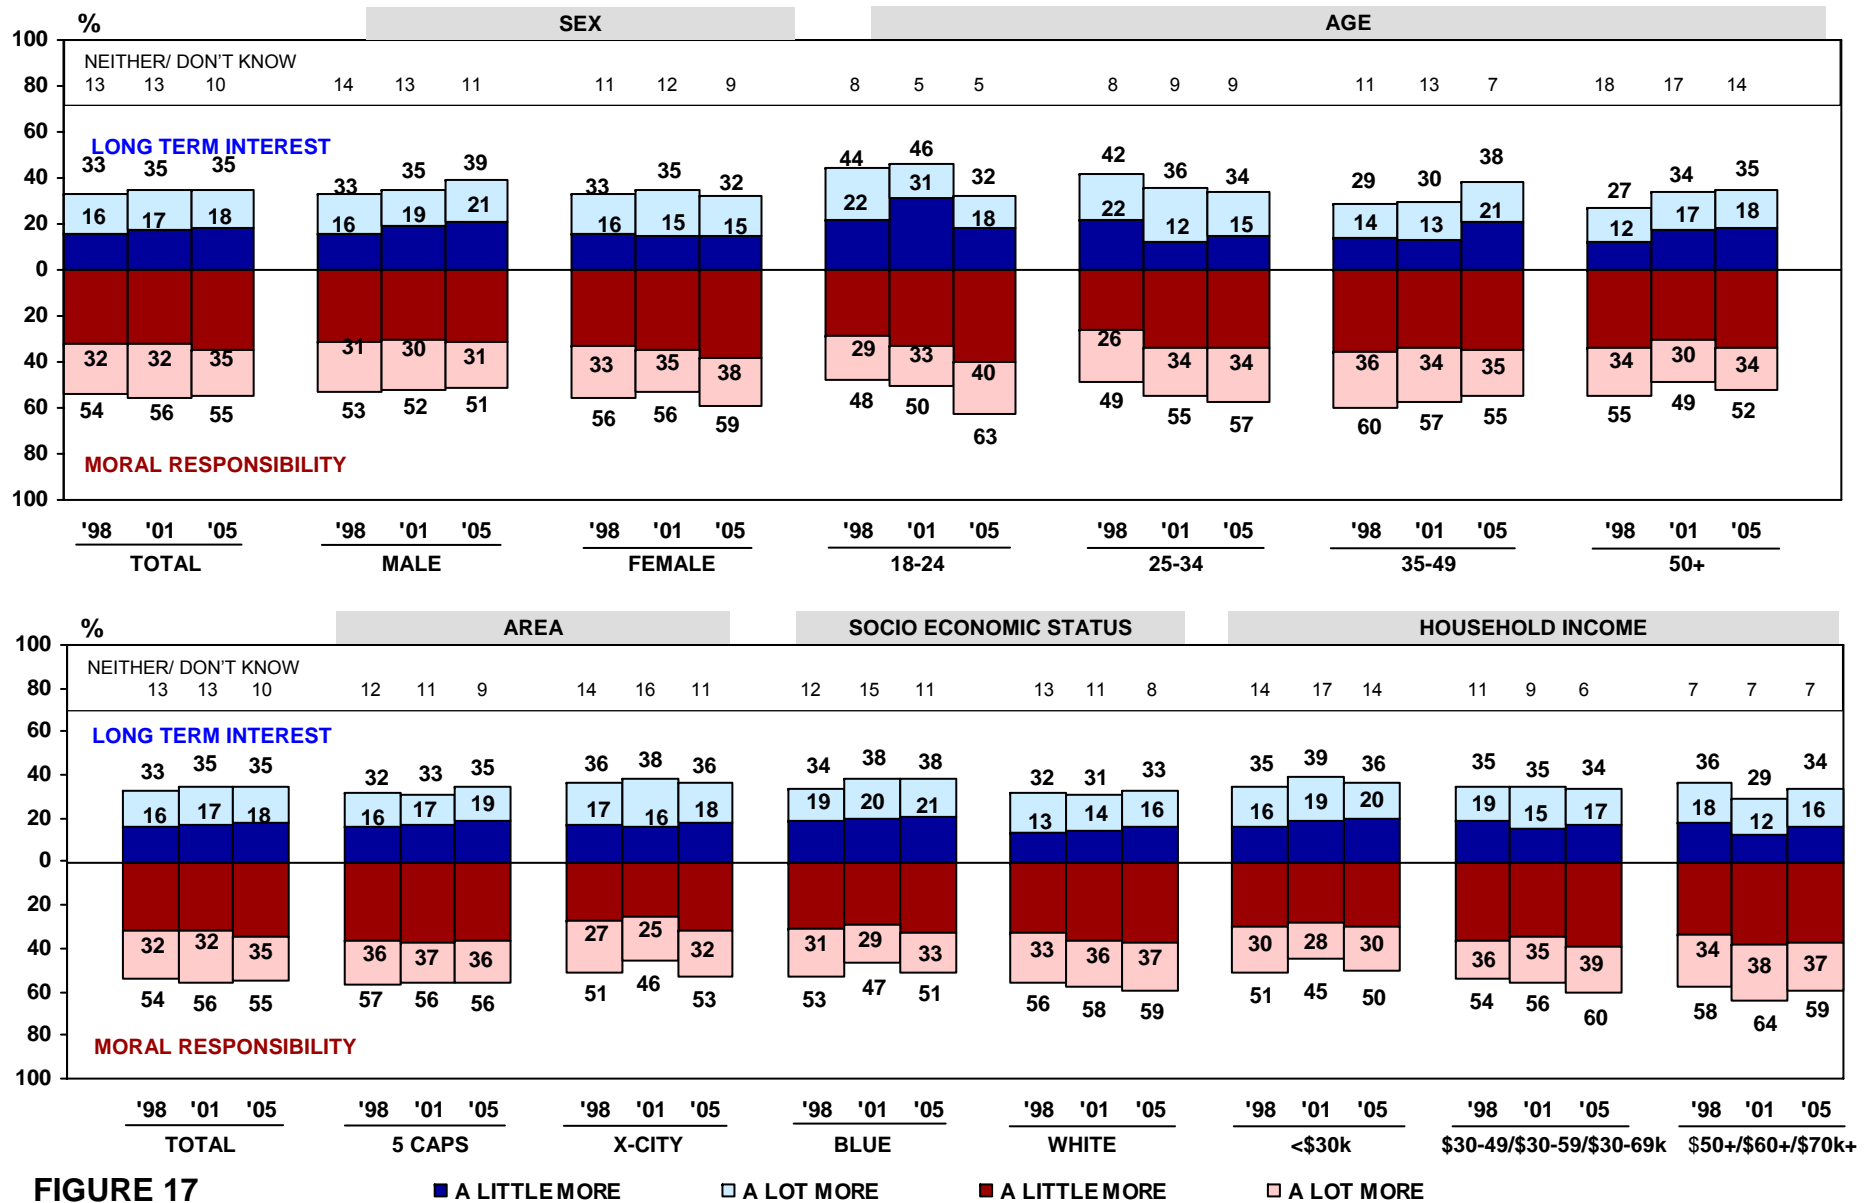 % SEX AGE
100
NEITHER/ DON'T KNOW
80 13 13 10 14 13 11 11 12 9 8 5 5 8 9 9 11 13 7 18 17 14
60
LONG TERM INTEREST
33 35 35 33 35 39 33 35 32 44 46 32 42 36 34 29 30 38 27 34 35
40
16 17 18 16 19 21 16 15 15 22 31 18 22 12 15 14 13 21 12 17 18
20
0
20
32 32 35 31 30 31 33 35 38 29 33 40 26 34 34 36 34 35 34 30 34
40
54 56 55 53 52 51 56 56 59 48 50 63 49 55 57 60 57 55 55 49 52
60
80
MORAL RESPONSIBILITY
100
'98 '01 '05 '98 '01 '05 '98 '01 '05 '98 '01 '05 '98 '01 '05 '98 '01 '05 '98 '01 '05
TOTAL MALE FEMALE 18-24 25-34 35-49 50+
% AREA SOCIO ECONOMIC STATUS HOUSEHOLD INCOME
100
NEITHER/ DON'T KNOW
80 13 13 10 12 11 9 14 16 11 12 15 11 13 11 8 14 17 14 11 9 6 7 7 7
60
LONG TERM INTEREST
33 35 35 32 33 35 36 38 36 34 38 38 32 31 33 35 39 36 35 35 34 36 29 34
40
16 17 18 16 17 19 17 16 18 19 20 21 13 14 16 16 19 20 19 15 17 18 12 16
20
0
20
32 32 35 36 37 36 27 25 32 31 29 33 33 36 37 30 28 30 36 35 39 34 38 37
40
54 56 55 57 56 56 51 46 53 53 47 51 56 58 59 51 45 50 54 56 60 58 64 59
60
80
MORAL RESPONSIBILITY
100
'98 '01 '05 '98 '01 '05 '98 '01 '05 '98 '01 '05 '98 '01 '05 '98 '01 '05 '98 '01 '05 '98 '01 '05
TOTAL 5 CAPS X-CITY BLUE WHITE <$30k $30-49/$30-59/$30-69k $50+/$60+/$70k+
FIGURE 17 A LITTLE MORE A LOT MORE A LITTLE MORE A LOT MORE